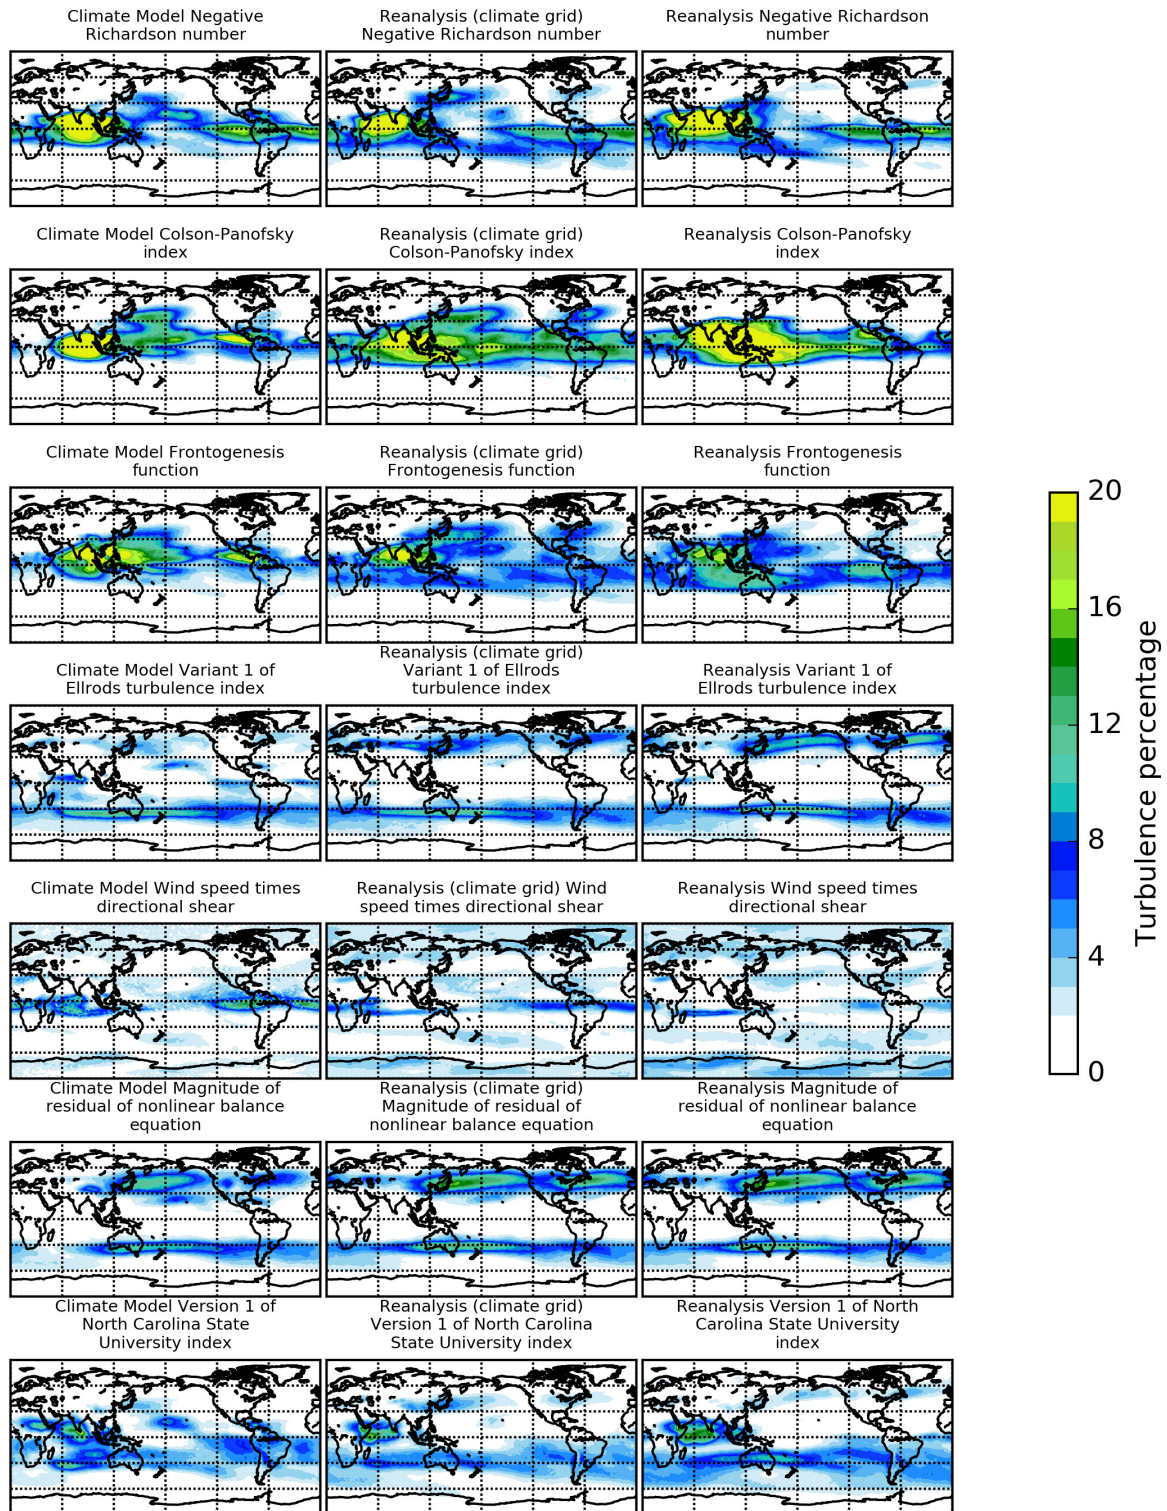 Climate Model Negative
Richardson number
Reanalysis (climate grid)
Negative Richardson number
Reanalysis Negative Richardson
number
Climate Model Colson-Panofsky
index
Reanalysis (climate grid)
Colson-Panofsky index
Reanalysis Colson-Panofsky
index
Climate Model Frontogenesis
function
Reanalysis (climate grid)
Frontogenesis function
Reanalysis Frontogenesis
function
Climate Model Variant 1 of
Ellrods turbulence index
Reanalysis (climate grid)
Variant 1 of Ellrods
turbulence index
Reanalysis Variant 1 of
Ellrods turbulence index
Climate Model Wind speed times
directional shear
Reanalysis (climate grid) Wind
speed times directional shear
Reanalysis Wind speed times
directional shear
Climate Model Magnitude of
residual of nonlinear balance
equation
Reanalysis (climate grid)
Magnitude of residual of
nonlinear balance equation
Reanalysis Magnitude of
residual of nonlinear balance
equation
Climate Model Version 1 of
North Carolina State
University index
Reanalysis (climate grid)
Version 1 of North Carolina
State University index
Reanalysis Version 1 of North
Carolina State University
index
20
16
12
8
4
0
Turbulence percentage